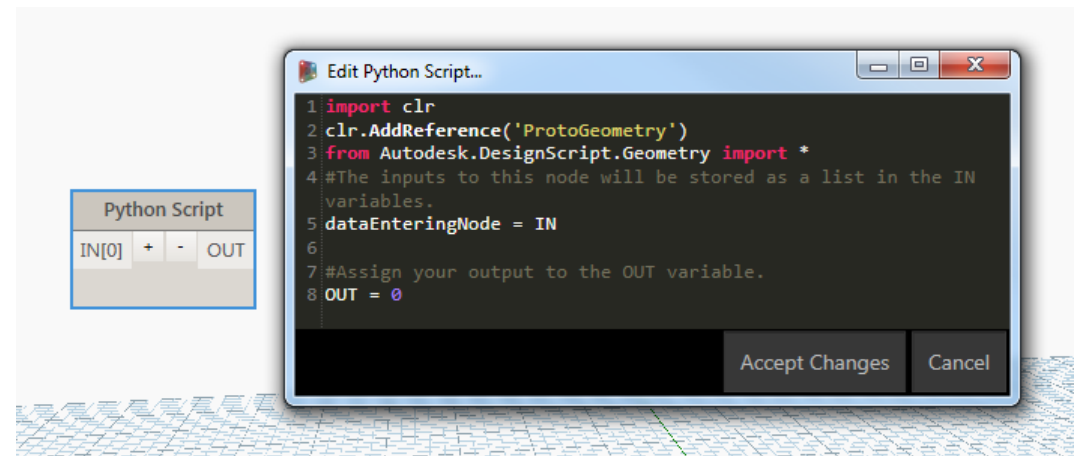 Edit Python Script...
1 import clr
2 clr.AddReference('ProtoGeometry')
3 from Autodesk.DesignScript.Geometry import *
4 #The inputs to this node will be stored as a list in the IN
variables.
5 dataEnteringNode = IN
6
7 #Assign your output to the OUT variable.
8 OUT = 0
Accept Changes Cancel
Python Script
IN[0] + - OUT